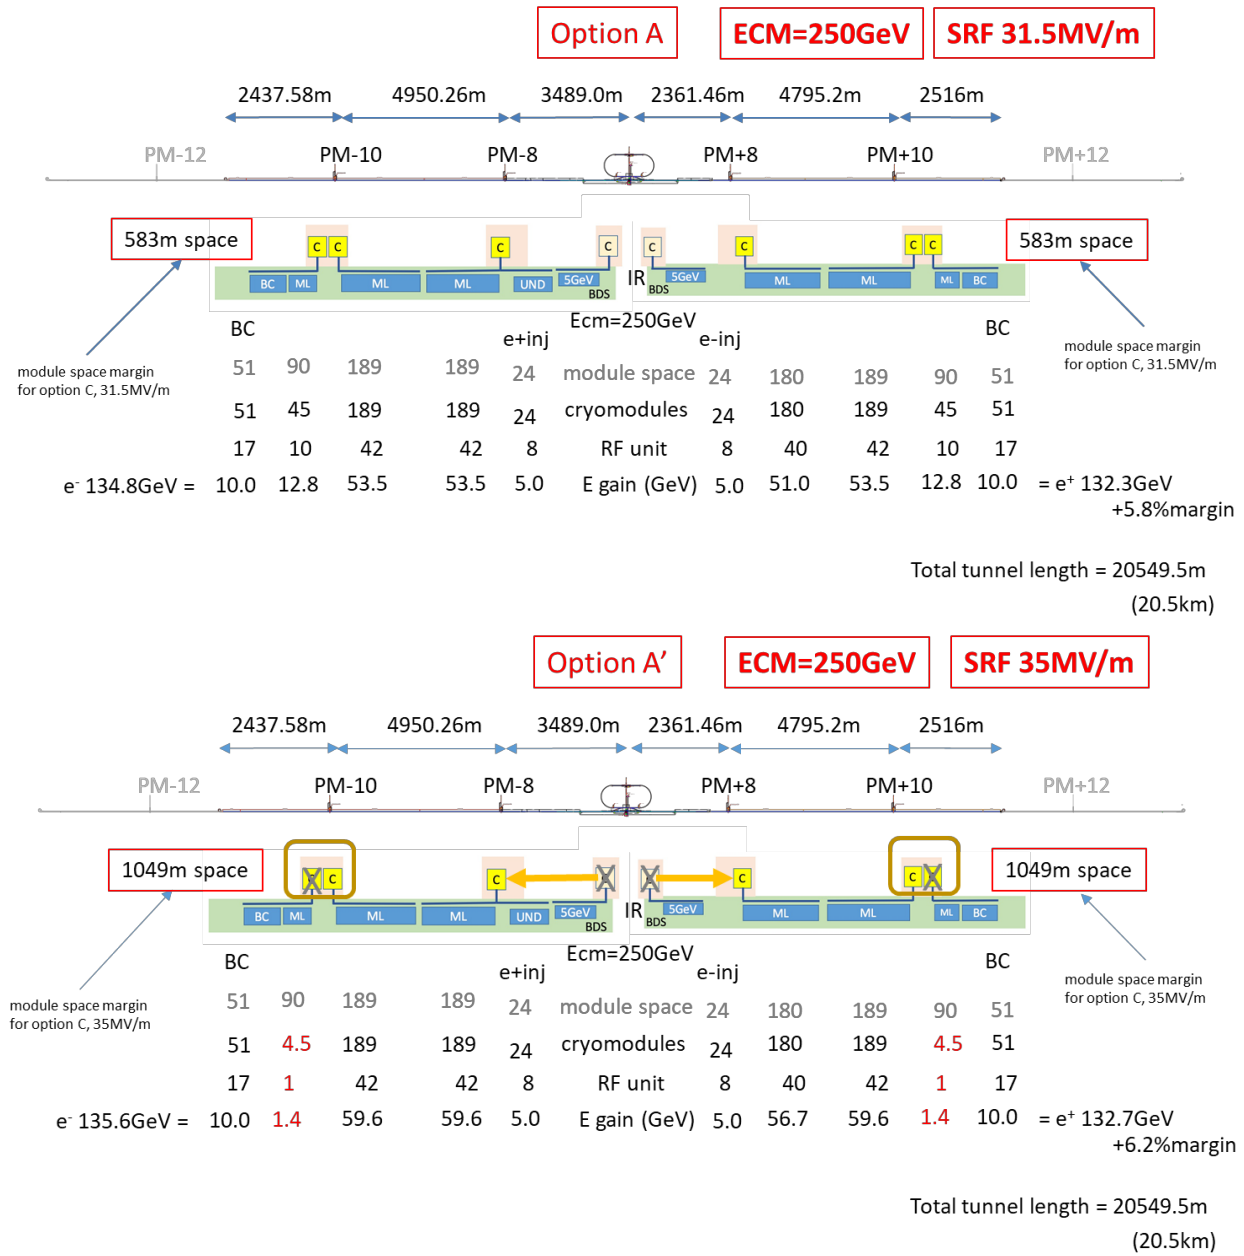 Option A ECM=250GeV SRF 31.5MV/m
2437.58m 4950.26m 3489.0m 2361.46m 4795.2m 2516m
PM-12 PM-10 PM-8 PM+8 PM+10 PM+12
583m space C C C C C C C C 583m space
BC ML ML ML UND 5GeV BDS IR 5GeV ML ML ML BC
Ecm=250GeV
BC e+inj e-inj BC
module space margin
for option C, 31.5MV/m
module space margin
for option C, 31.5MV/m
51 90 189 189 24 module space 24 180 189 90 51
51 45 189 189 24 cryomodules 24 180 189 45 51
17 10 42 42 8 RF unit 8 40 42 10 17
e- 134.8GeV = 10.0 12.8 53.5 53.5 5.0 E gain (GeV) 5.0 51.0 53.5 12.8 10.0 = e+ 132.3GeV
+5.8%margin
Total tunnel length = 20549.5m
(20.5km)
Option A’ ECM=250GeV SRF 35MV/m
2437.58m 4950.26m 3489.0m 2361.46m 4795.2m 2516m
PM-12 PM-10 PM-8 PM+8 PM+10 PM+12
1049m space C C C C C C C C 1049m space
BC ML ML ML UND 5GeV BDS IR 5GeV ML ML ML BC
Ecm=250GeV
BC e+inj e-inj BC
module space margin
for option C, 35MV/m
module space margin
for option C, 35MV/m
51 90 189 189 24 module space 24 180 189 90 51
51 4.5 189 189 24 cryomodules 24 180 189 4.5 51
17 1 42 42 8 RF unit 8 40 42 1 17
e- 135.6GeV = 10.0 1.4 59.6 59.6 5.0 E gain (GeV) 5.0 56.7 59.6 1.4 10.0 = e+ 132.7GeV
+6.2%margin
Total tunnel length = 20549.5m
(20.5km)